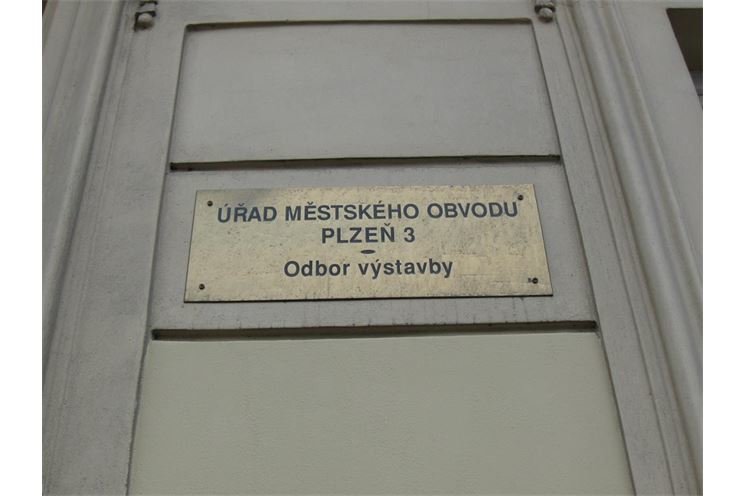 ÚŘAD MĚSTSKÉHO OBVODU
PLZEŇ 3
-
Odbor výstavby